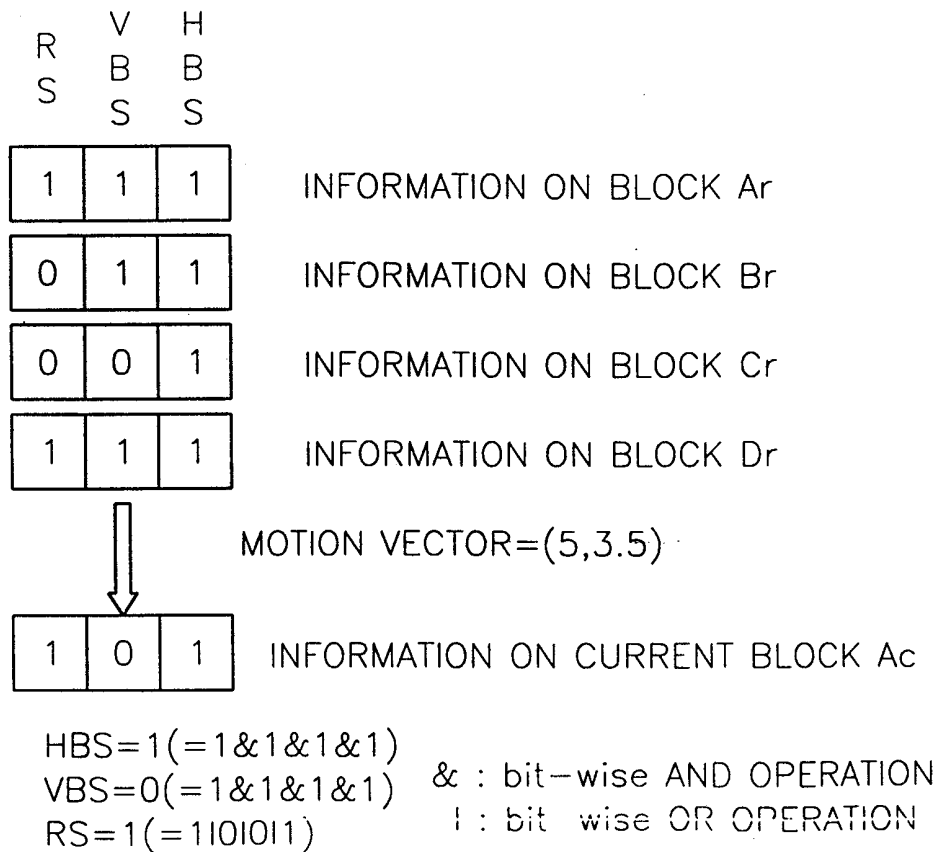 RS VBS HBS
1 1 1 INFORMATION ON BLOCK Ar
0 1 1 INFORMATION ON BLOCK Br
0 0 1 INFORMATION ON BLOCK Cr
1 1 1 INFORMATION ON BLOCK Dr
MOTION VECTOR=(5,3.5)
1 0 1 INFORMATION ON CURRENT BLOCK Ac
HBS=1(=1&1&1&1)
VBS=0(=1&1&1&1)
RS=1(=1|0|0|1)
& : bit-wise AND OPERATION
| : bit wise OR OPERATION